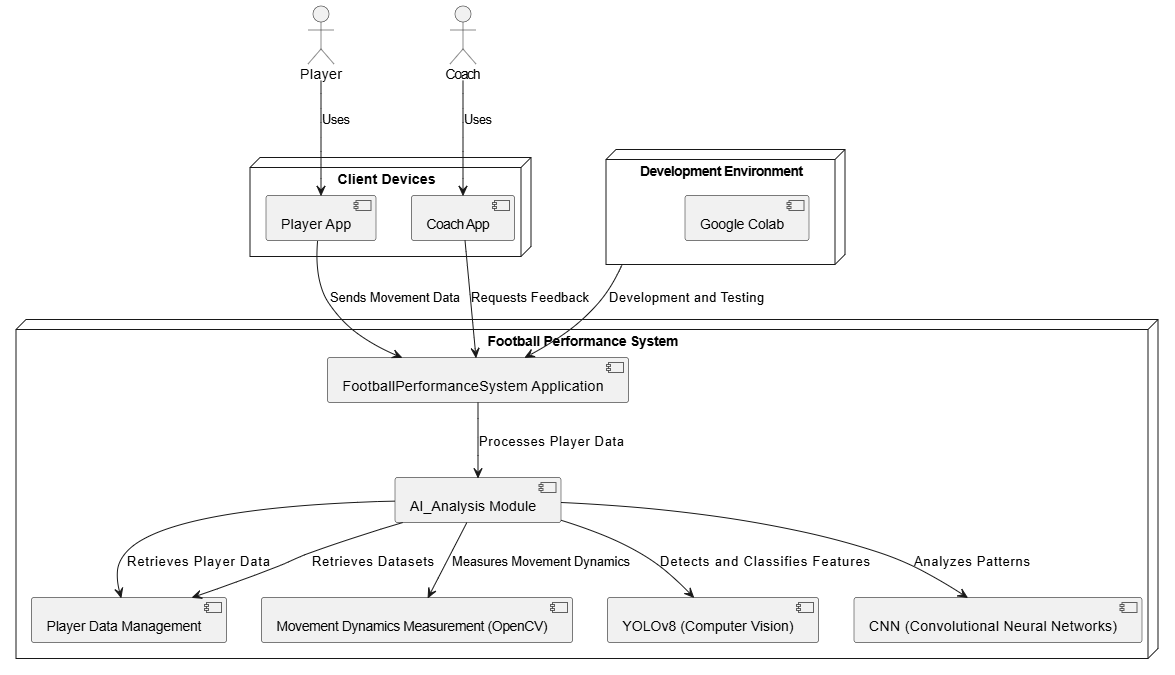 Player
Coach
Uses
Uses
Client Devices
Development Environment
Player App
Coach App
Google Colab
Sends Movement Data
Requests Feedback
Development and Testing
Football Performance System
FootballPerformanceSystem Application
Processes Player Data
AI_Analysis Module
Retrieves Player Data
Retrieves Datasets
Measures Movement Dynamics
Detects and Classifies Features
Analyzes Patterns
Player Data Management
Movement Dynamics Measurement (OpenCV)
YOLOv8 (Computer Vision)
CNN (Convolutional Neural Networks)